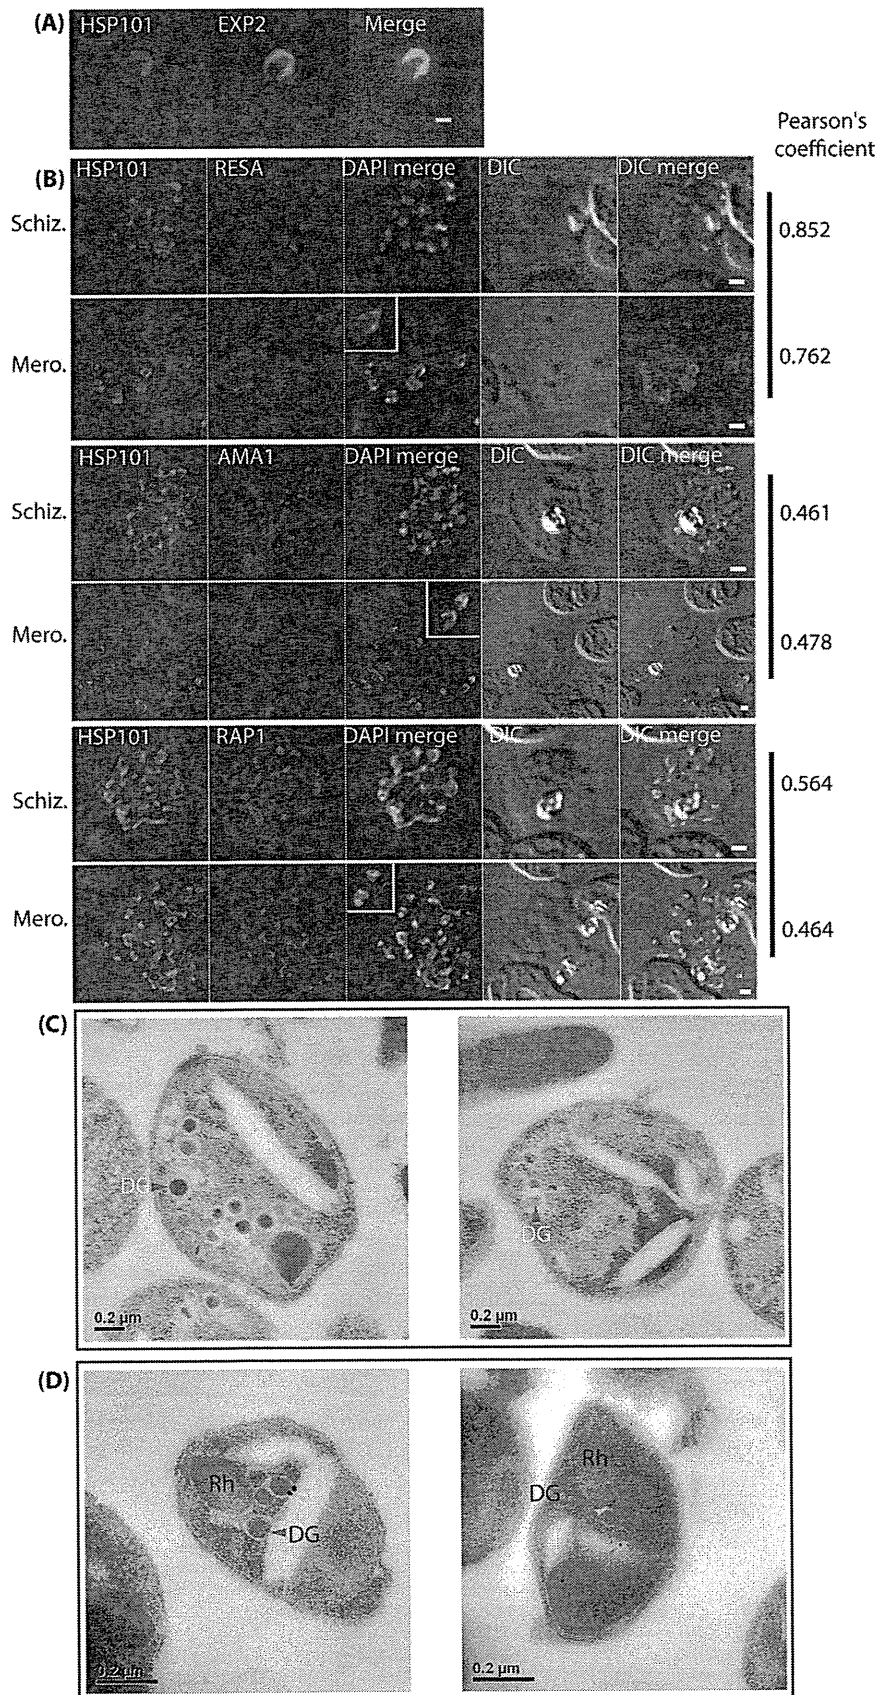 (A) HSP101 EXP2 Merge
Pearson's
coefficient
(B) HSP101 RESA DAPI merge DIC DIC merge
Schiz. 0.852
Mero. 0.762
HSP101 AMA1 DAPI merge DIC DIC merge
Schiz. 0.461
Mero. 0.478
HSP101 RAP1 DAPI merge DIC DIC merge
Schiz. 0.564
Mero. 0.464
(C)
DG
DG
0.2 μm 0.2 μm
(D)
Rh Rh
DG DG
0.2 μm 0.2 μm